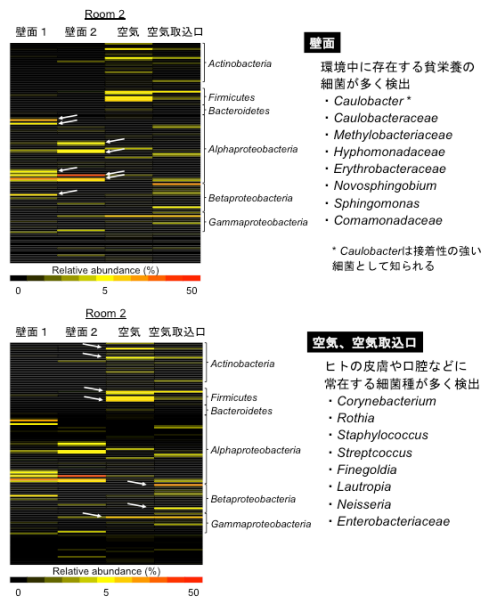 Room 2
壁面 1 壁面 2 空気 空気取込口
Actinobacteria
Firmicutes
Bacteroidetes
Alphaproteobacteria
Betaproteobacteria
Gammaproteobacteria
Relative abundance (%)
0 5 50
壁面
環境中に存在する貧栄養の
細菌が多く検出
・Caulobacter *
・Caulobacteraceae
・Methylobacteriaceae
・Hyphomonadaceae
・Erythrobacteraceae
・Novosphingobium
・Sphingomonas
・Comamonadaceae
* Caulobacterは接着性の強い
細菌として知られる
Room 2
壁面 1 壁面 2 空気 空気取込口
Actinobacteria
Firmicutes
Bacteroidetes
Alphaproteobacteria
Betaproteobacteria
Gammaproteobacteria
Relative abundance (%)
0 5 50
空気、空気取込口
ヒトの皮膚や口腔などに
常在する細菌種が多く検出
・Corynebacterium
・Rothia
・Staphylococcus
・Streptcoccus
・Finegoldia
・Lautropia
・Neisseria
・Enterobacteriaceae